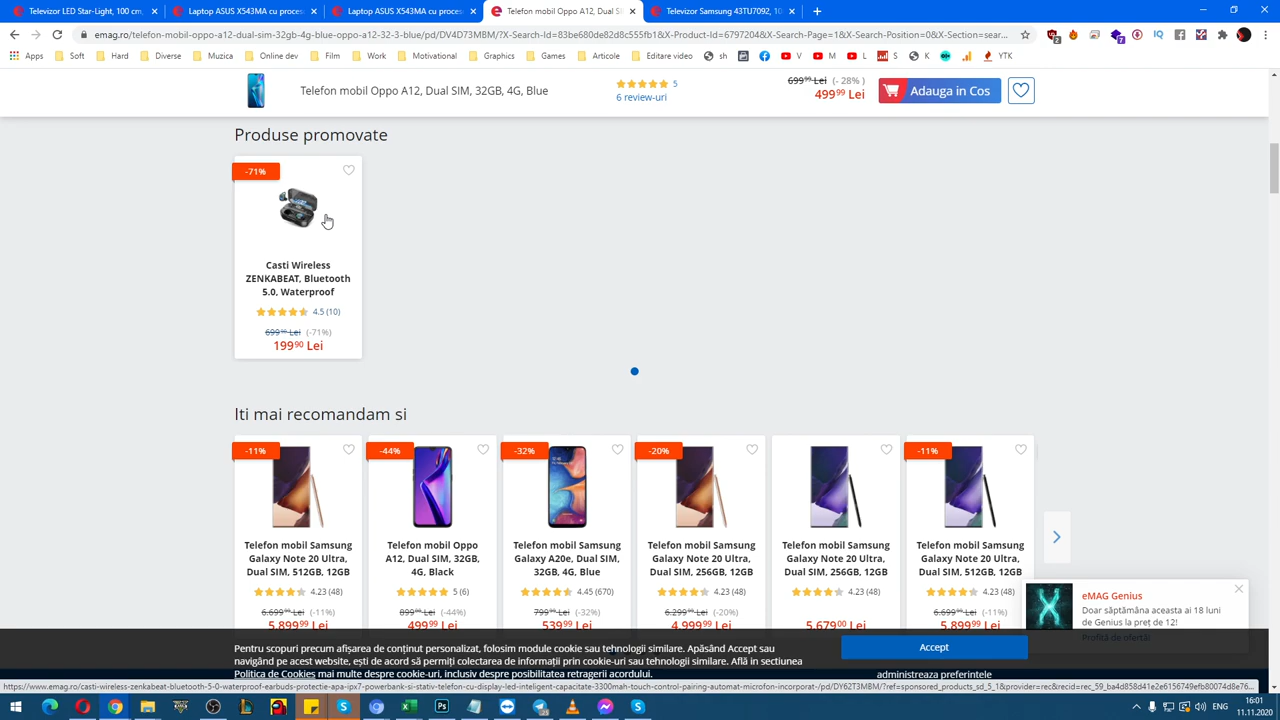 Televizor LED Star-Light, 100 cm,
Laptop ASUS X543MA cu proces
Laptop ASUS X543MA cu proces
Telefon mobil Oppo A12, Dual S
Televizor Samsung 43TU7092, 10
emag.ro/telefon-mobil-oppo-a12-dual-sim-32gb-4g-blue-oppo-a12-32-3-blue/pd/DV4D73MBM/?X-Search-Id=83be680de82d8c555fb1&X-Product-Id=6797204&X-Search-Page=1&X-Search-Position=0&X-Section=sear...
Apps Soft Hard Diverse Muzica Online dev Film Work Motivational Graphics Games Articole Editare video sh V M L S K YTK
Telefon mobil Oppo A12, Dual SIM, 32GB, 4G, Blue
5
6 review-uri
699⁹⁹ Lei (- 28% )
499⁹⁹ Lei
Adauga in Cos
Produse promovate
-71%
Casti Wireless
ZENKABEAT, Bluetooth
5.0, Waterproof
4.5 (10)
699⁹⁰ Lei (-71%)
199⁹⁰ Lei
Iti mai recomandam si
-11%
Telefon mobil Samsung
Galaxy Note 20 Ultra,
Dual SIM, 512GB, 12GB
4.23 (48)
6.699⁹⁹ Lei (-11%)
5.899⁹⁹ Lei
-44%
Telefon mobil Oppo
A12, Dual SIM, 32GB,
4G, Black
5 (6)
899⁹⁹ Lei (-44%)
499⁹⁹ Lei
-32%
Telefon mobil Samsung
Galaxy A20e, Dual SIM,
32GB, 4G, Blue
4.45 (670)
799⁹⁹ Lei (-32%)
539⁹⁹ Lei
-20%
Telefon mobil Samsung
Galaxy Note 20 Ultra,
Dual SIM, 256GB, 12GB
4.23 (48)
6.299⁹⁹ Lei (-20%)
4.999⁹⁹ Lei
Telefon mobil Samsung
Galaxy Note 20 Ultra,
Dual SIM, 256GB, 12GB
4.23 (48)
5.679⁰⁰ Lei
-11%
Telefon mobil Samsung
Galaxy Note 20 Ultra,
Dual SIM, 512GB, 12GB
4.23 (48)
6.699⁹⁹ Lei (-11%)
5.899⁹⁹ Lei
eMAG Genius
Doar săptămâna aceasta ai 18 luni
de Genius la preț de 12!
Profită de ofertă!
Pentru scopuri precum afișarea de conținut personalizat, folosim module cookie sau tehnologii similare. Apăsând Accept sau
navigând pe acest website, ești de acord să permiți colectarea de informații prin cookie-uri sau tehnologii similare. Află in sectiunea
Politica de Cookies mai multe despre cookie-uri, inclusiv despre posibilitatea retragerii acordului.
Accept
administreaza preferintele
16:01
ENG
11.11.2020